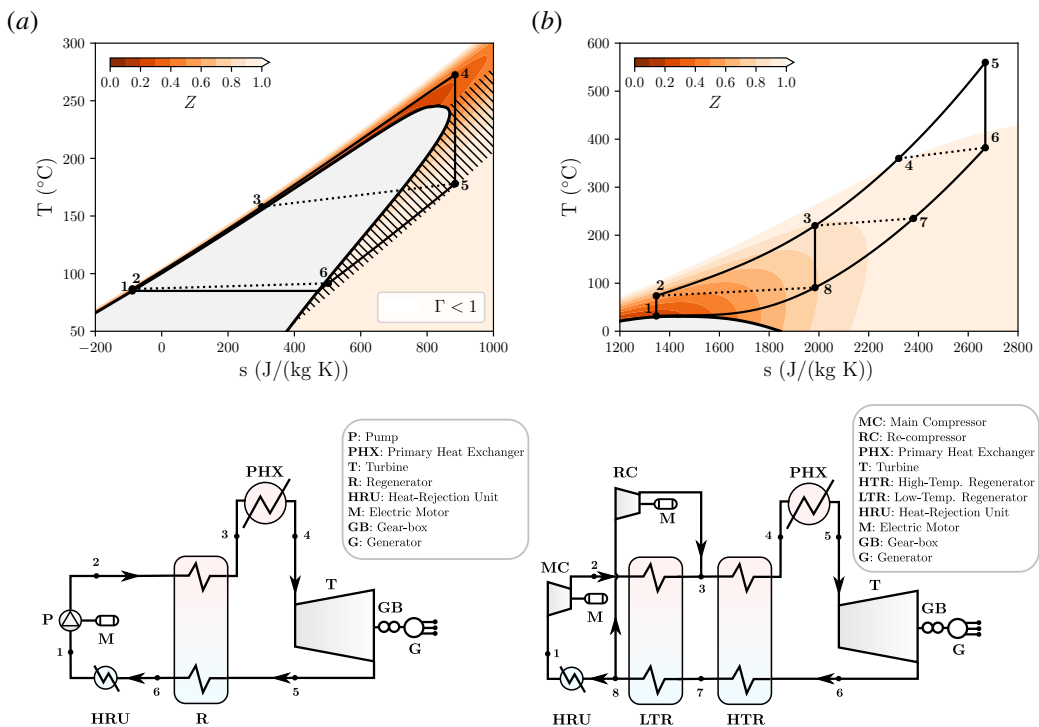 (a)
300
250
200
150
100
50
T (°C)
0.0 0.2 0.4 0.6 0.8 1.0
Z
1
2
3
4
5
6
Γ < 1
−200 0 200 400 600 800 1000
s (J/(kg K))
(b)
600
500
400
300
200
100
0
T (°C)
0.0 0.2 0.4 0.6 0.8 1.0
Z
1
2
3
4
5
6
7
8
1200 1400 1600 1800 2000 2200 2400 2600 2800
s (J/(kg K))
P: Pump
PHX: Primary Heat Exchanger
T: Turbine
R: Regenerator
HRU: Heat-Rejection Unit
M: Electric Motor
GB: Gear-box
G: Generator
PHX
3
4
2
T
P
M
GB
G
1
6
5
HRU
R
MC: Main Compressor
RC: Re-compressor
PHX: Primary Heat Exchanger
T: Turbine
HTR: High-Temp. Regenerator
LTR: Low-Temp. Regenerator
HRU: Heat-Rejection Unit
M: Electric Motor
GB: Gear-box
G: Generator
RC
PHX
M
4
5
MC
2
3
T
M
GB
G
1
8
7
6
HRU
LTR
HTR